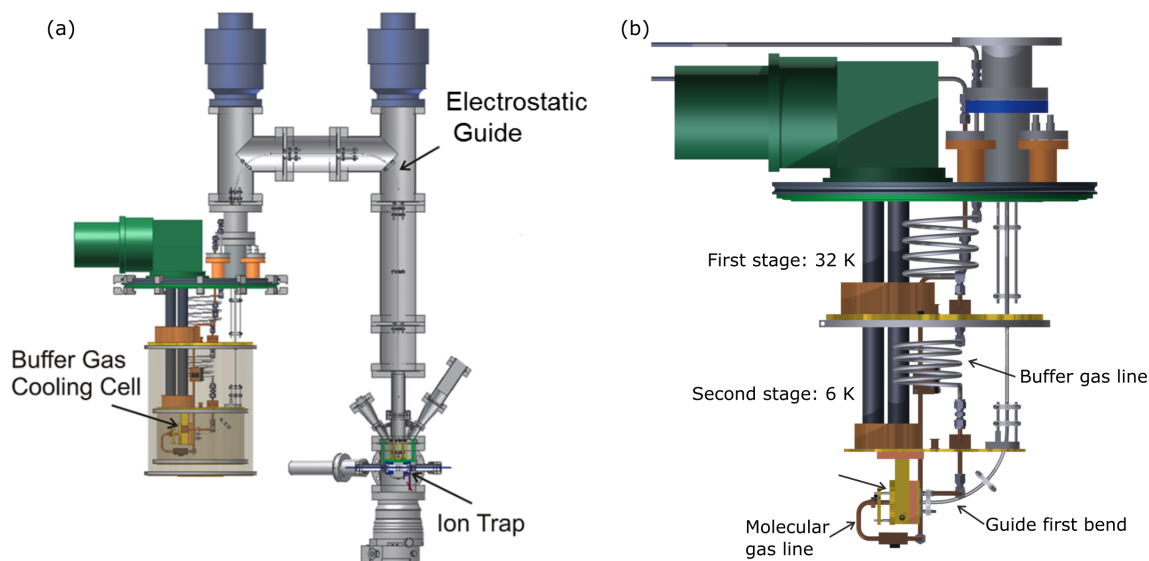 (a)
Electrostatic
Guide
Buffer Gas
Cooling Cell
Ion Trap
(b)
First stage: 32 K
Buffer gas line
Second stage: 6 K
Molecular
gas line
Guide first bend